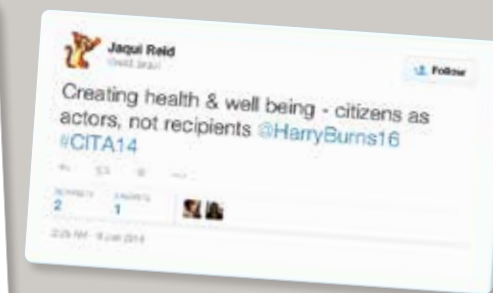 Jaqui Reid
Follow
Creating health & well being - citizens as
actors, not recipients @HarryBurns16
#CITA14
2 1